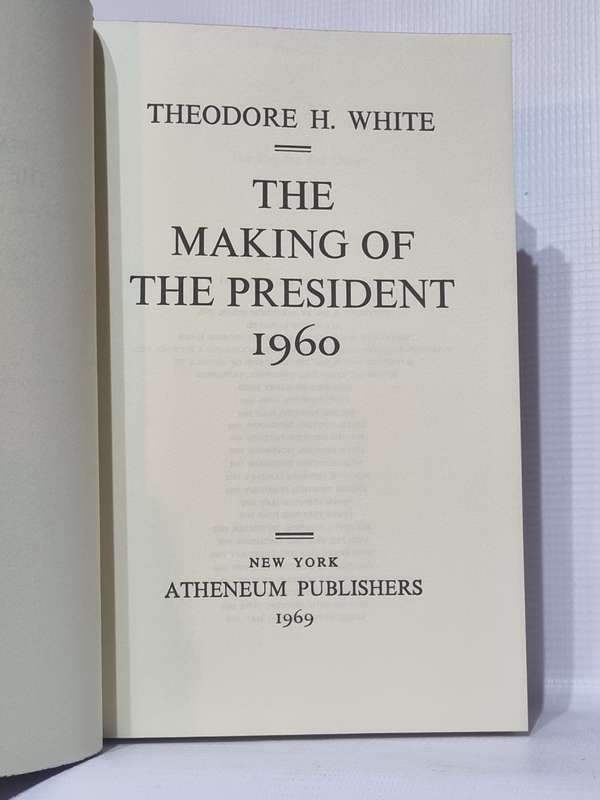 THEODORE H. WHITE
THE
MAKING OF
THE PRESIDENT
1960
NEW YORK
ATHENEUM PUBLISHERS
1969